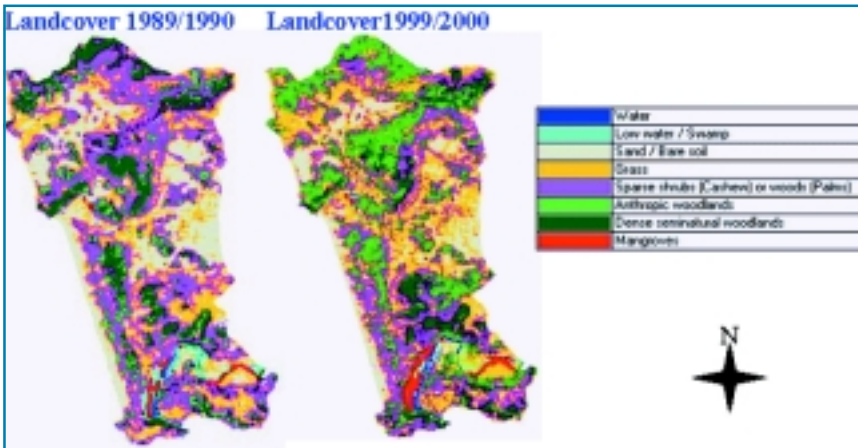 Landcover 1989/1990
Landcover1999/2000
Water
Low water / Swamp
Sand / Bare soil
Grass
Sparse shrubs (Cashew) or woods (Palms)
Anthropic woodlands
Dense seminatural woodlands
Mangroves
N